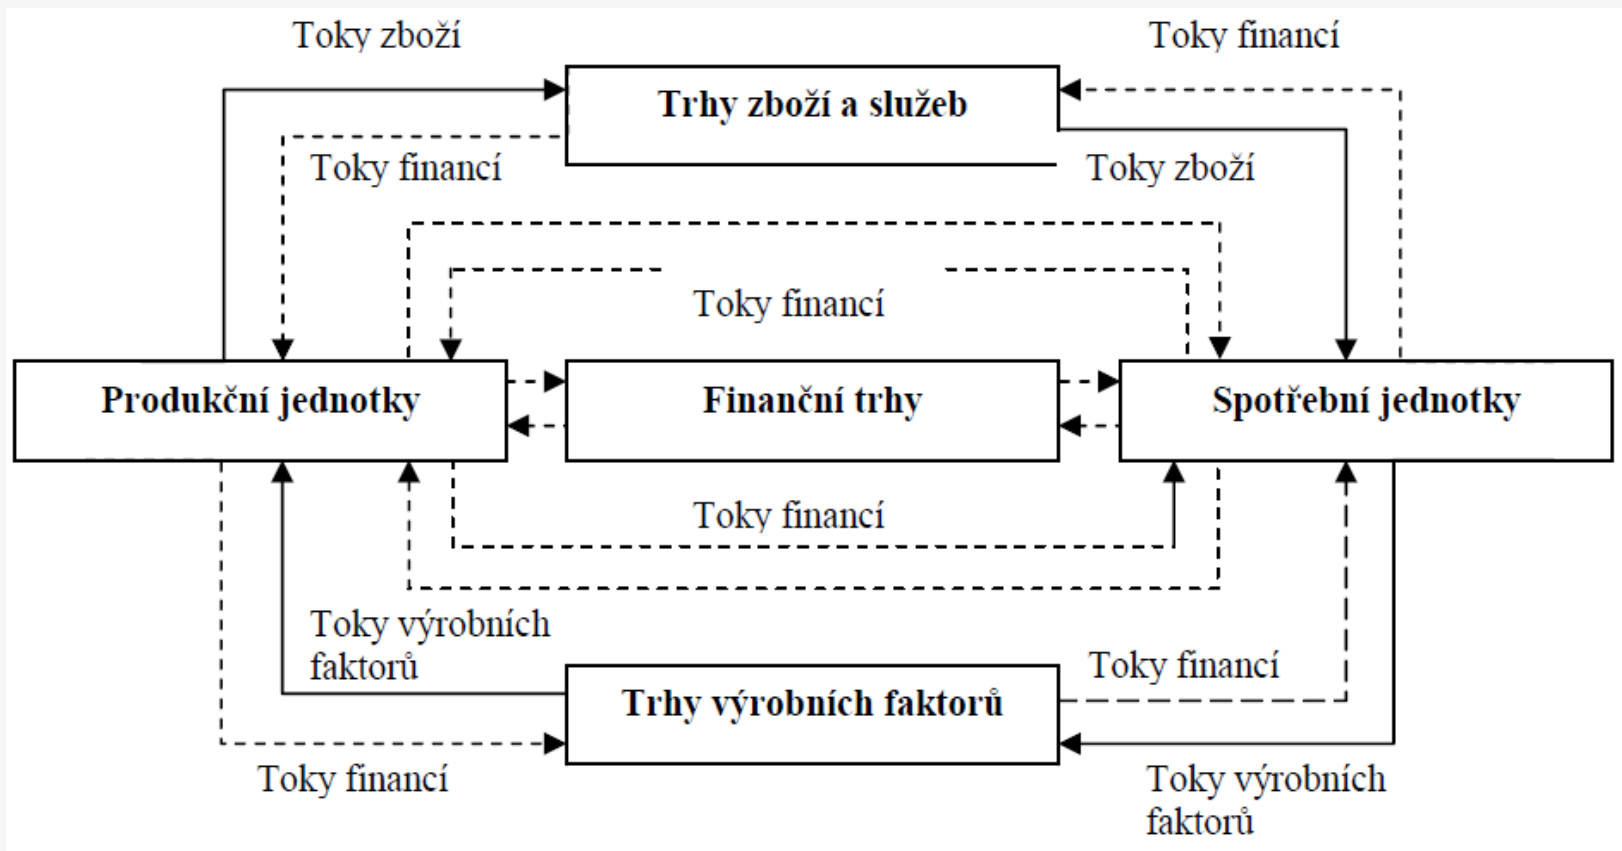 Toky zboží
Toky financí
Trhy zboží a služeb
Toky financí
Toky zboží
Toky financí
Produkční jednotky
Finanční trhy
Spotřební jednotky
Toky financí
Toky výrobních
faktorů
Toky financí
Trhy výrobních faktorů
Toky financí
Toky výrobních
faktorů